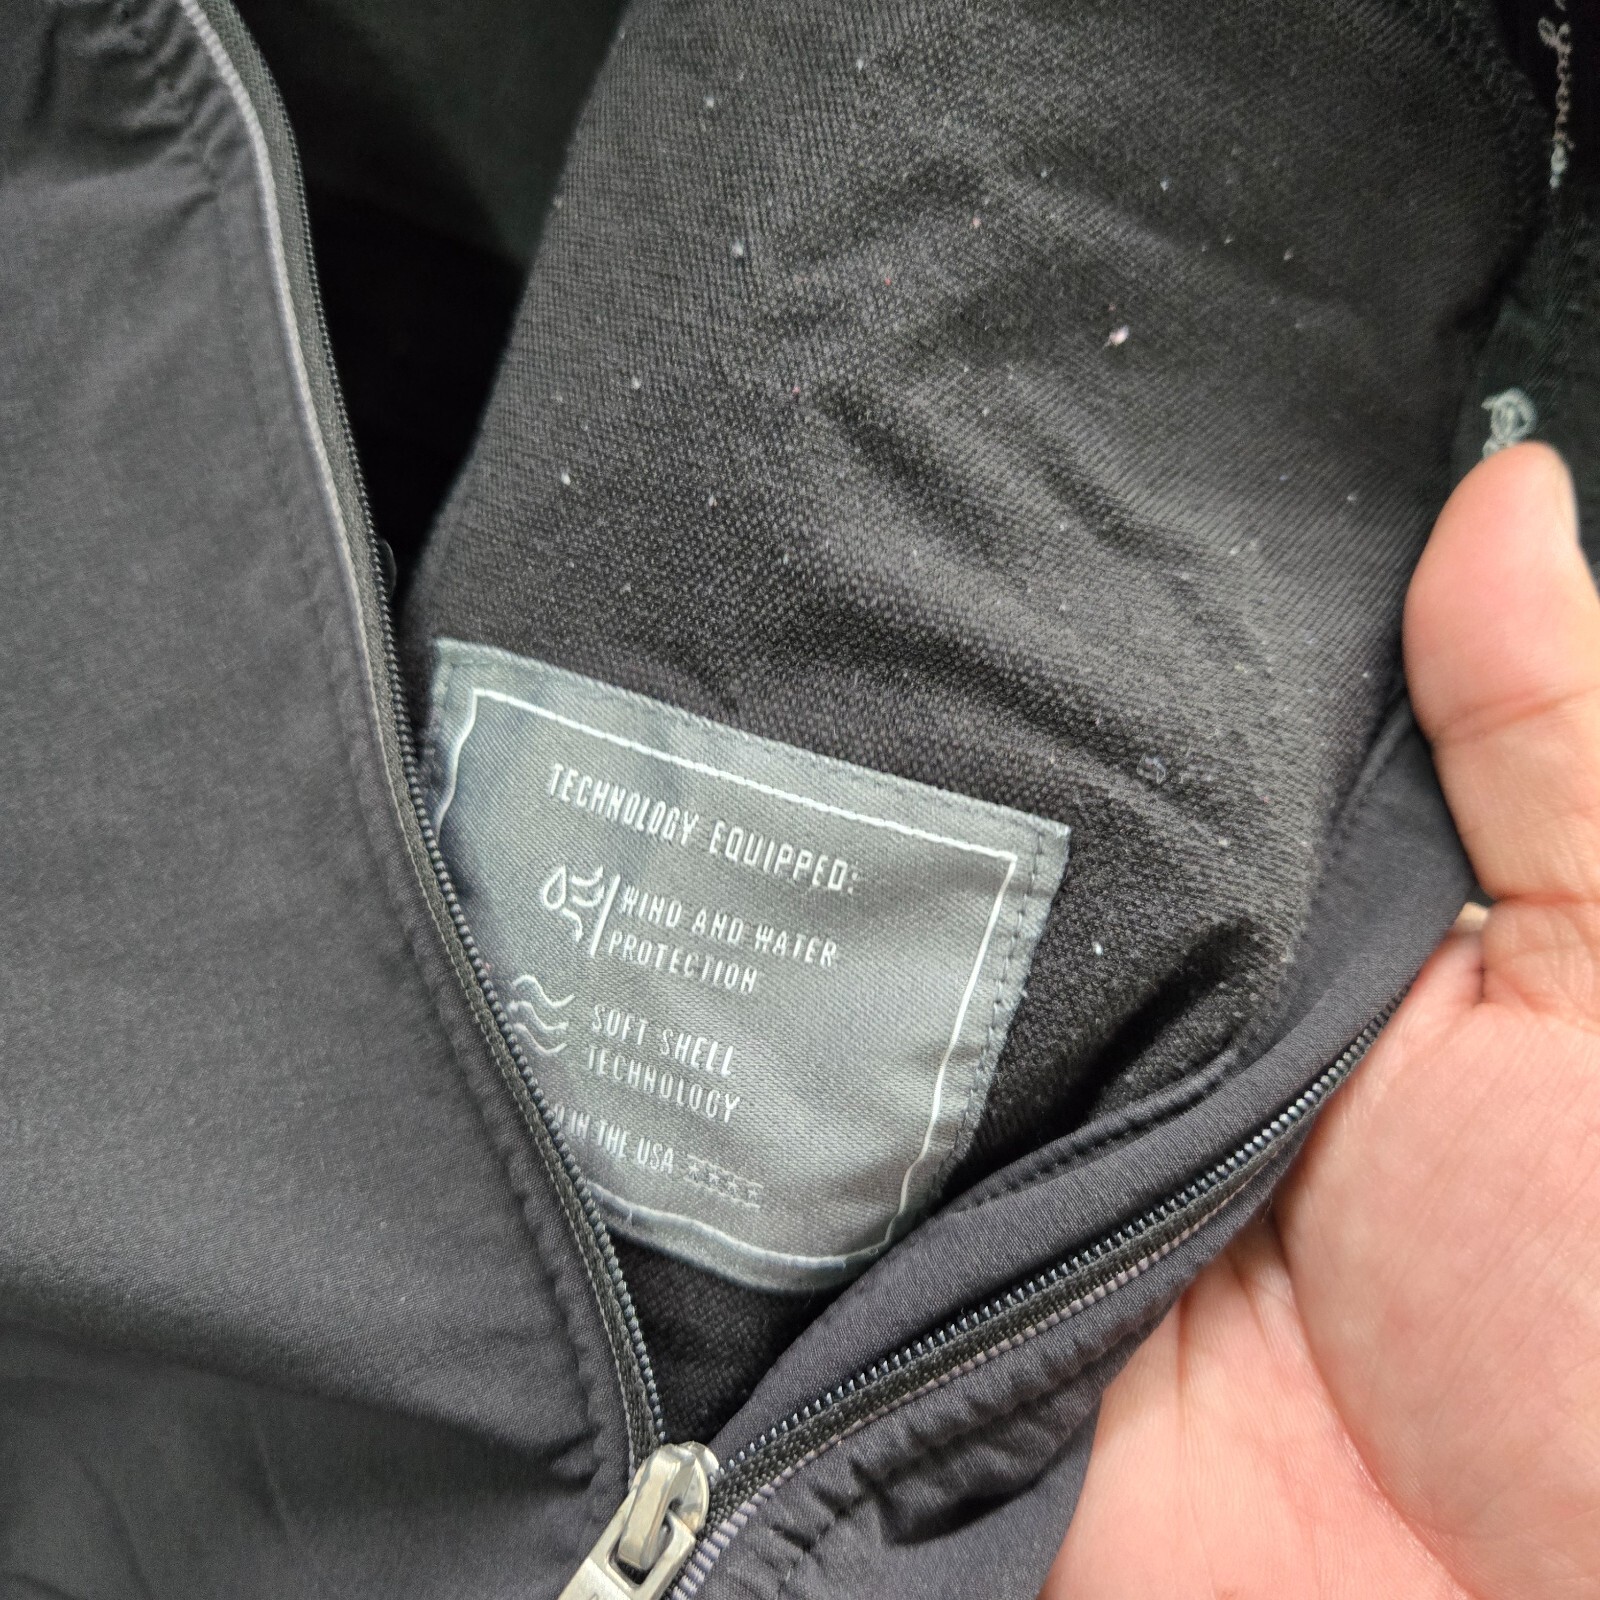 TECHNOLOGY EQUIPPED:
WIND AND WATER
PROTECTION
SOFT SHELL
TECHNOLOGY
IN THE USA